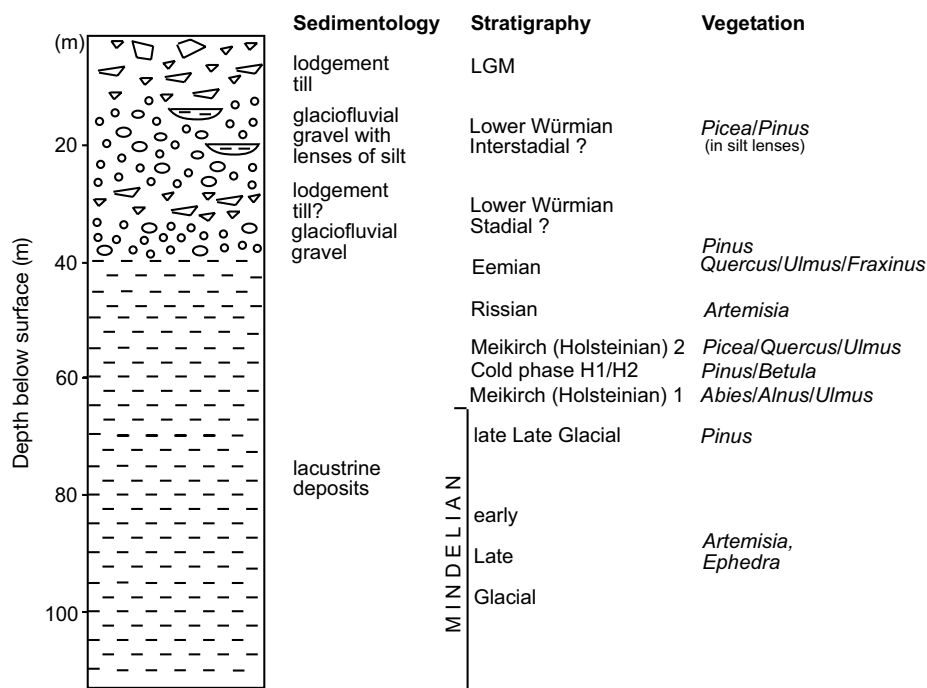 Sedimentology
Stratigraphy
Vegetation
(m)
20
40
60
80
100
Depth below surface (m)
lodgement
till
glaciofluvial
gravel with
lenses of silt
lodgement
till?
glaciofluvial
gravel
lacustrine
deposits
LGM
Lower Würmian
Interstadial ?
Lower Würmian
Stadial ?
Eemian
Rissian
Meikirch (Holsteinian) 2
Cold phase H1/H2
Meikirch (Holsteinian) 1
MINDELIAN
late Late Glacial
early
Late
Glacial
Picea/Pinus
(in silt lenses)
Pinus
Quercus/Ulmus/Fraxinus
Artemisia
Picea/Quercus/Ulmus
Pinus/Betula
Abies/Alnus/Ulmus
Pinus
Artemisia,
Ephedra